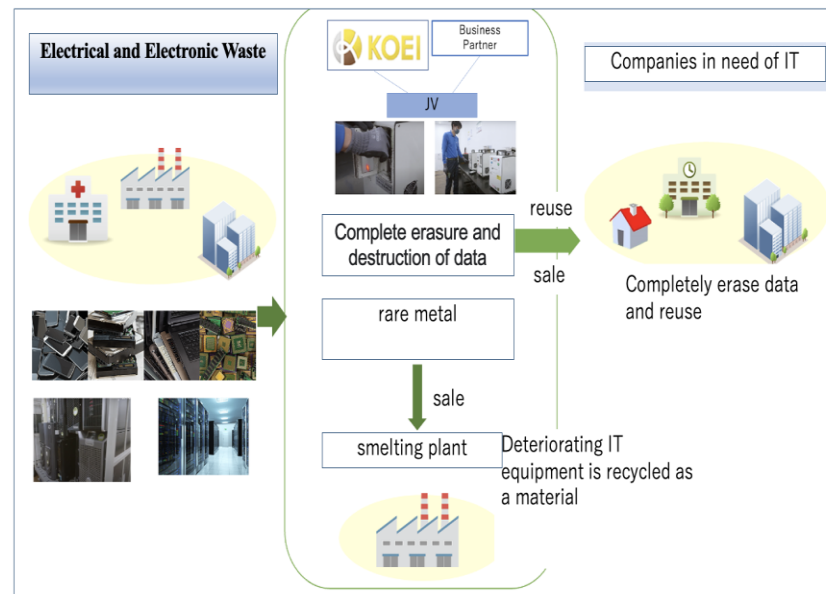 Electrical and Electronic Waste
KOEI
Business
Partner
JV
Companies in need of IT
Complete erasure and
destruction of data
reuse
sale
Completely erase data
and reuse
rare metal
sale
smelting plant
Deteriorating IT
equipment is recycled as
a material